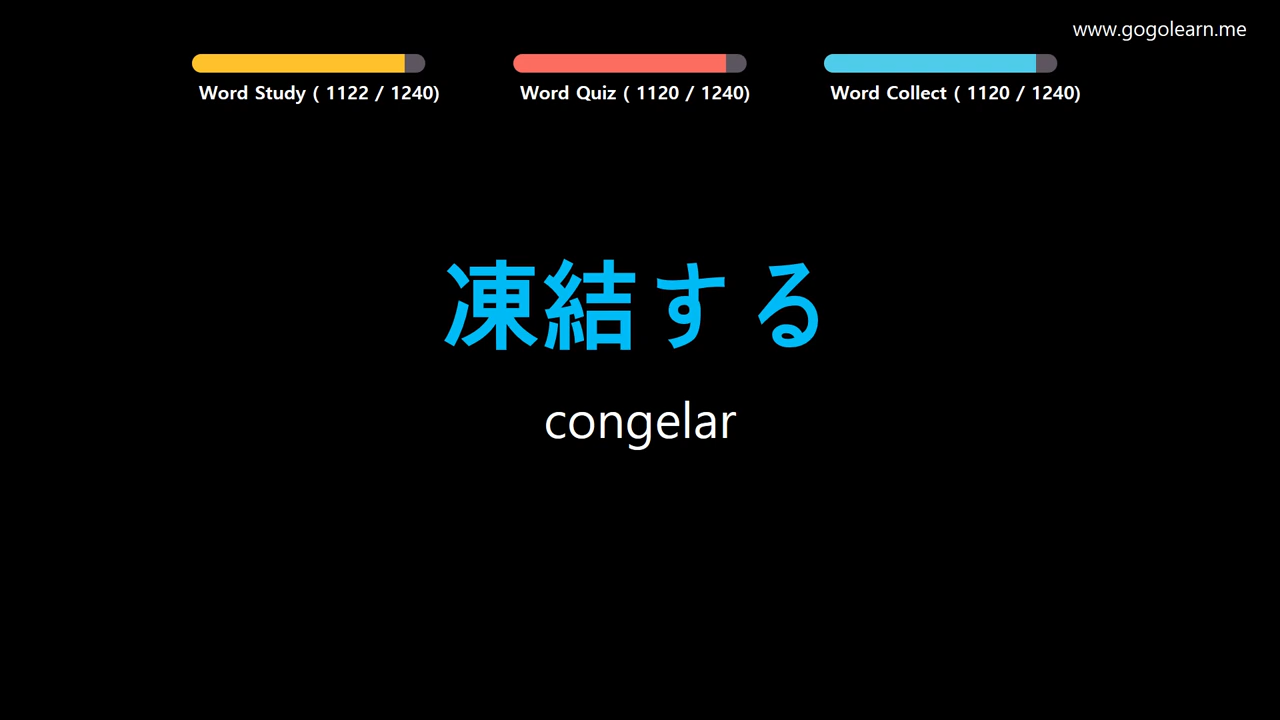 www.gogolearn.me
Word Study ( 1122 / 1240)
Word Quiz ( 1120 / 1240)
Word Collect ( 1120 / 1240)
凍結する
congelar